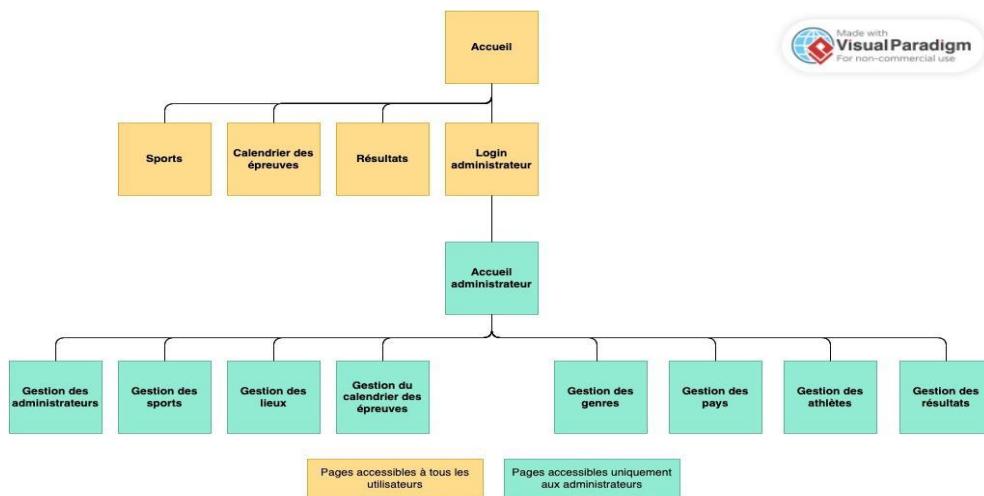 Accueil
Made with
Visual Paradigm
For non-commercial use
Sports
Calendrier des
épreuves
Résultats
Login
administrateur
Accueil
administrateur
Gestion des
administrateurs
Gestion des
sports
Gestion des
lieux
Gestion du
calendrier des
épreuves
Gestion des
genres
Gestion des
pays
Gestion des
athlètes
Gestion des
résultats
Pages accessibles à tous les
utilisateurs
Pages accessibles uniquement
aux administrateurs